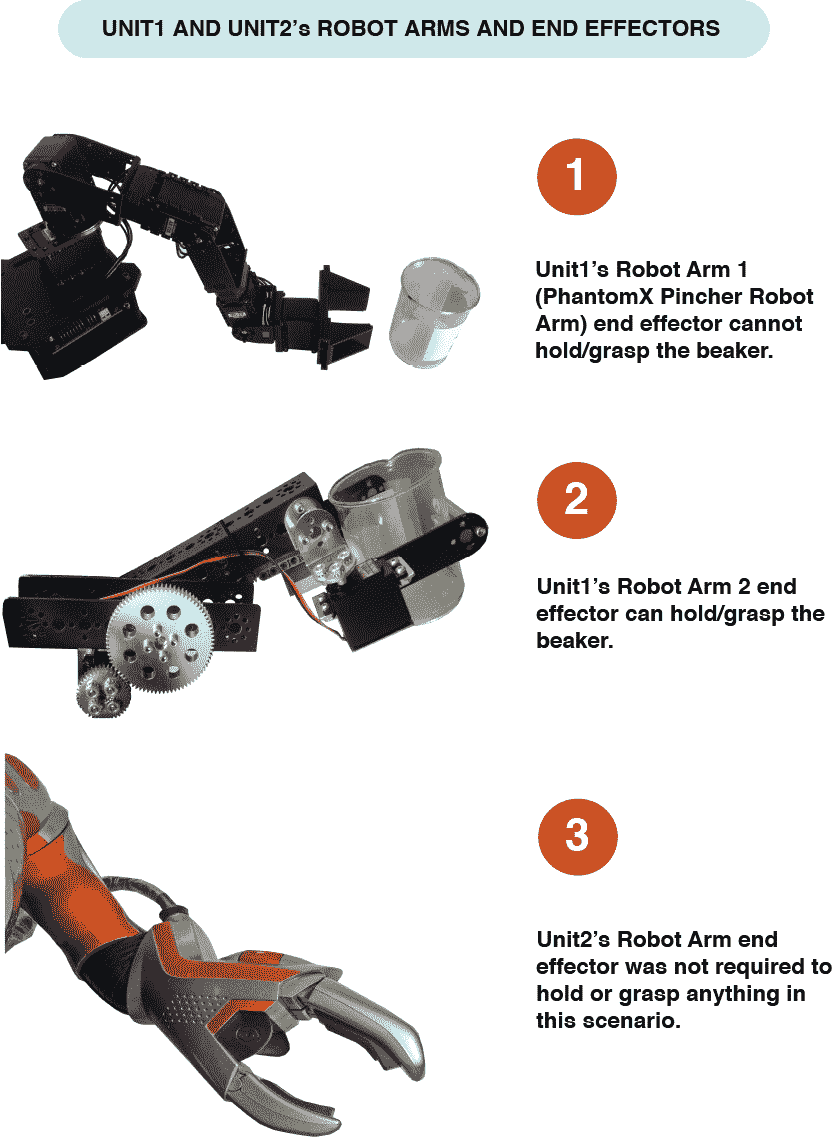 UNIT1 AND UNIT2's ROBOT ARMS AND END EFFECTORS
1
Unit1's Robot Arm 1
(PhantomX Pincher Robot
Arm) end effector cannot
hold/grasp the beaker.
2
Unit1's Robot Arm 2 end
effector can hold/grasp the
beaker.
3
Unit2's Robot Arm end
effector was not required to
hold or grasp anything in
this scenario.